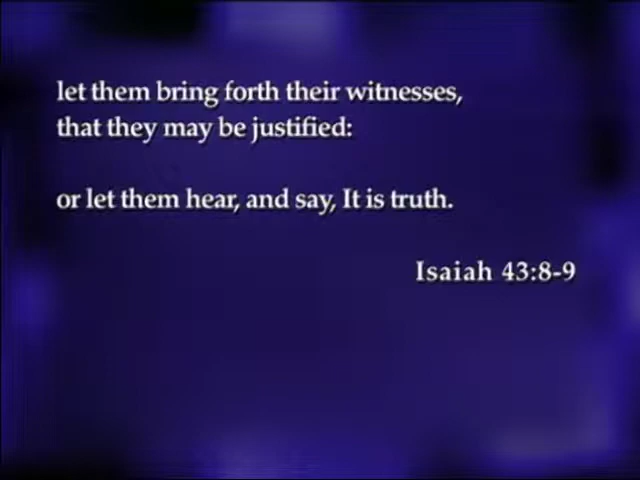 let them bring forth their witnesses,
that they may be justified:
or let them hear, and say, It is truth.
Isaiah 43:8-9